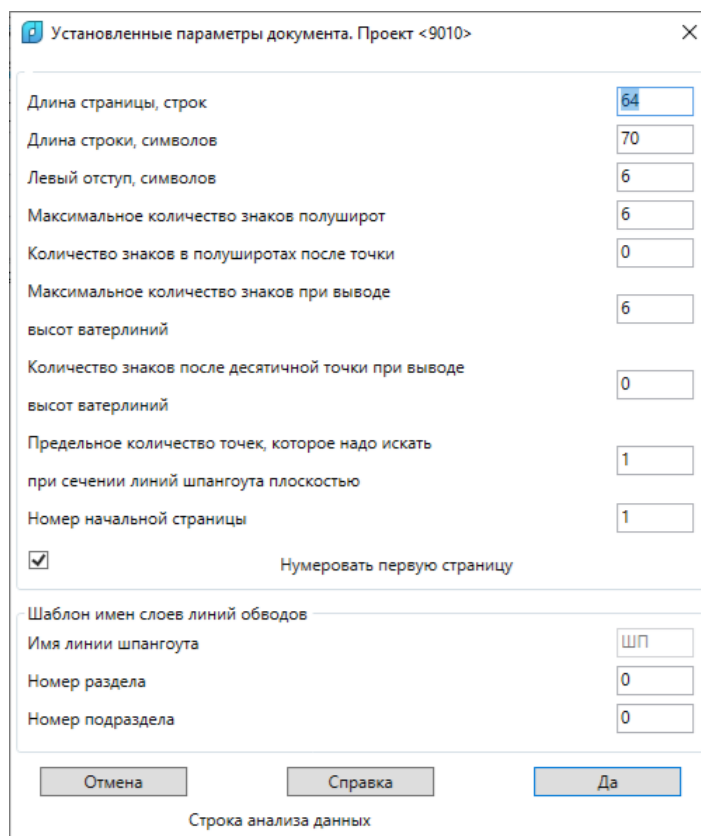 Установленные параметры документа. Проект <9010>
Длина страницы, строк 64
Длина строки, символов 70
Левый отступ, символов 6
Максимальное количество знаков полуширот 6
Количество знаков в полуширотах после точки 0
Максимальное количество знаков при выводе
высот ватерлиний 6
Количество знаков после десятичной точки при выводе
высот ватерлиний 0
Предельное количество точек, которое надо искать
при сечении линий шпангоута плоскостью 1
Номер начальной страницы 1
Нумеровать первую страницу
Шаблон имен слоев линий обводов
Имя линии шпангоута ШП
Номер раздела 0
Номер подраздела 0
Отмена Справка Да
Строка анализа данных